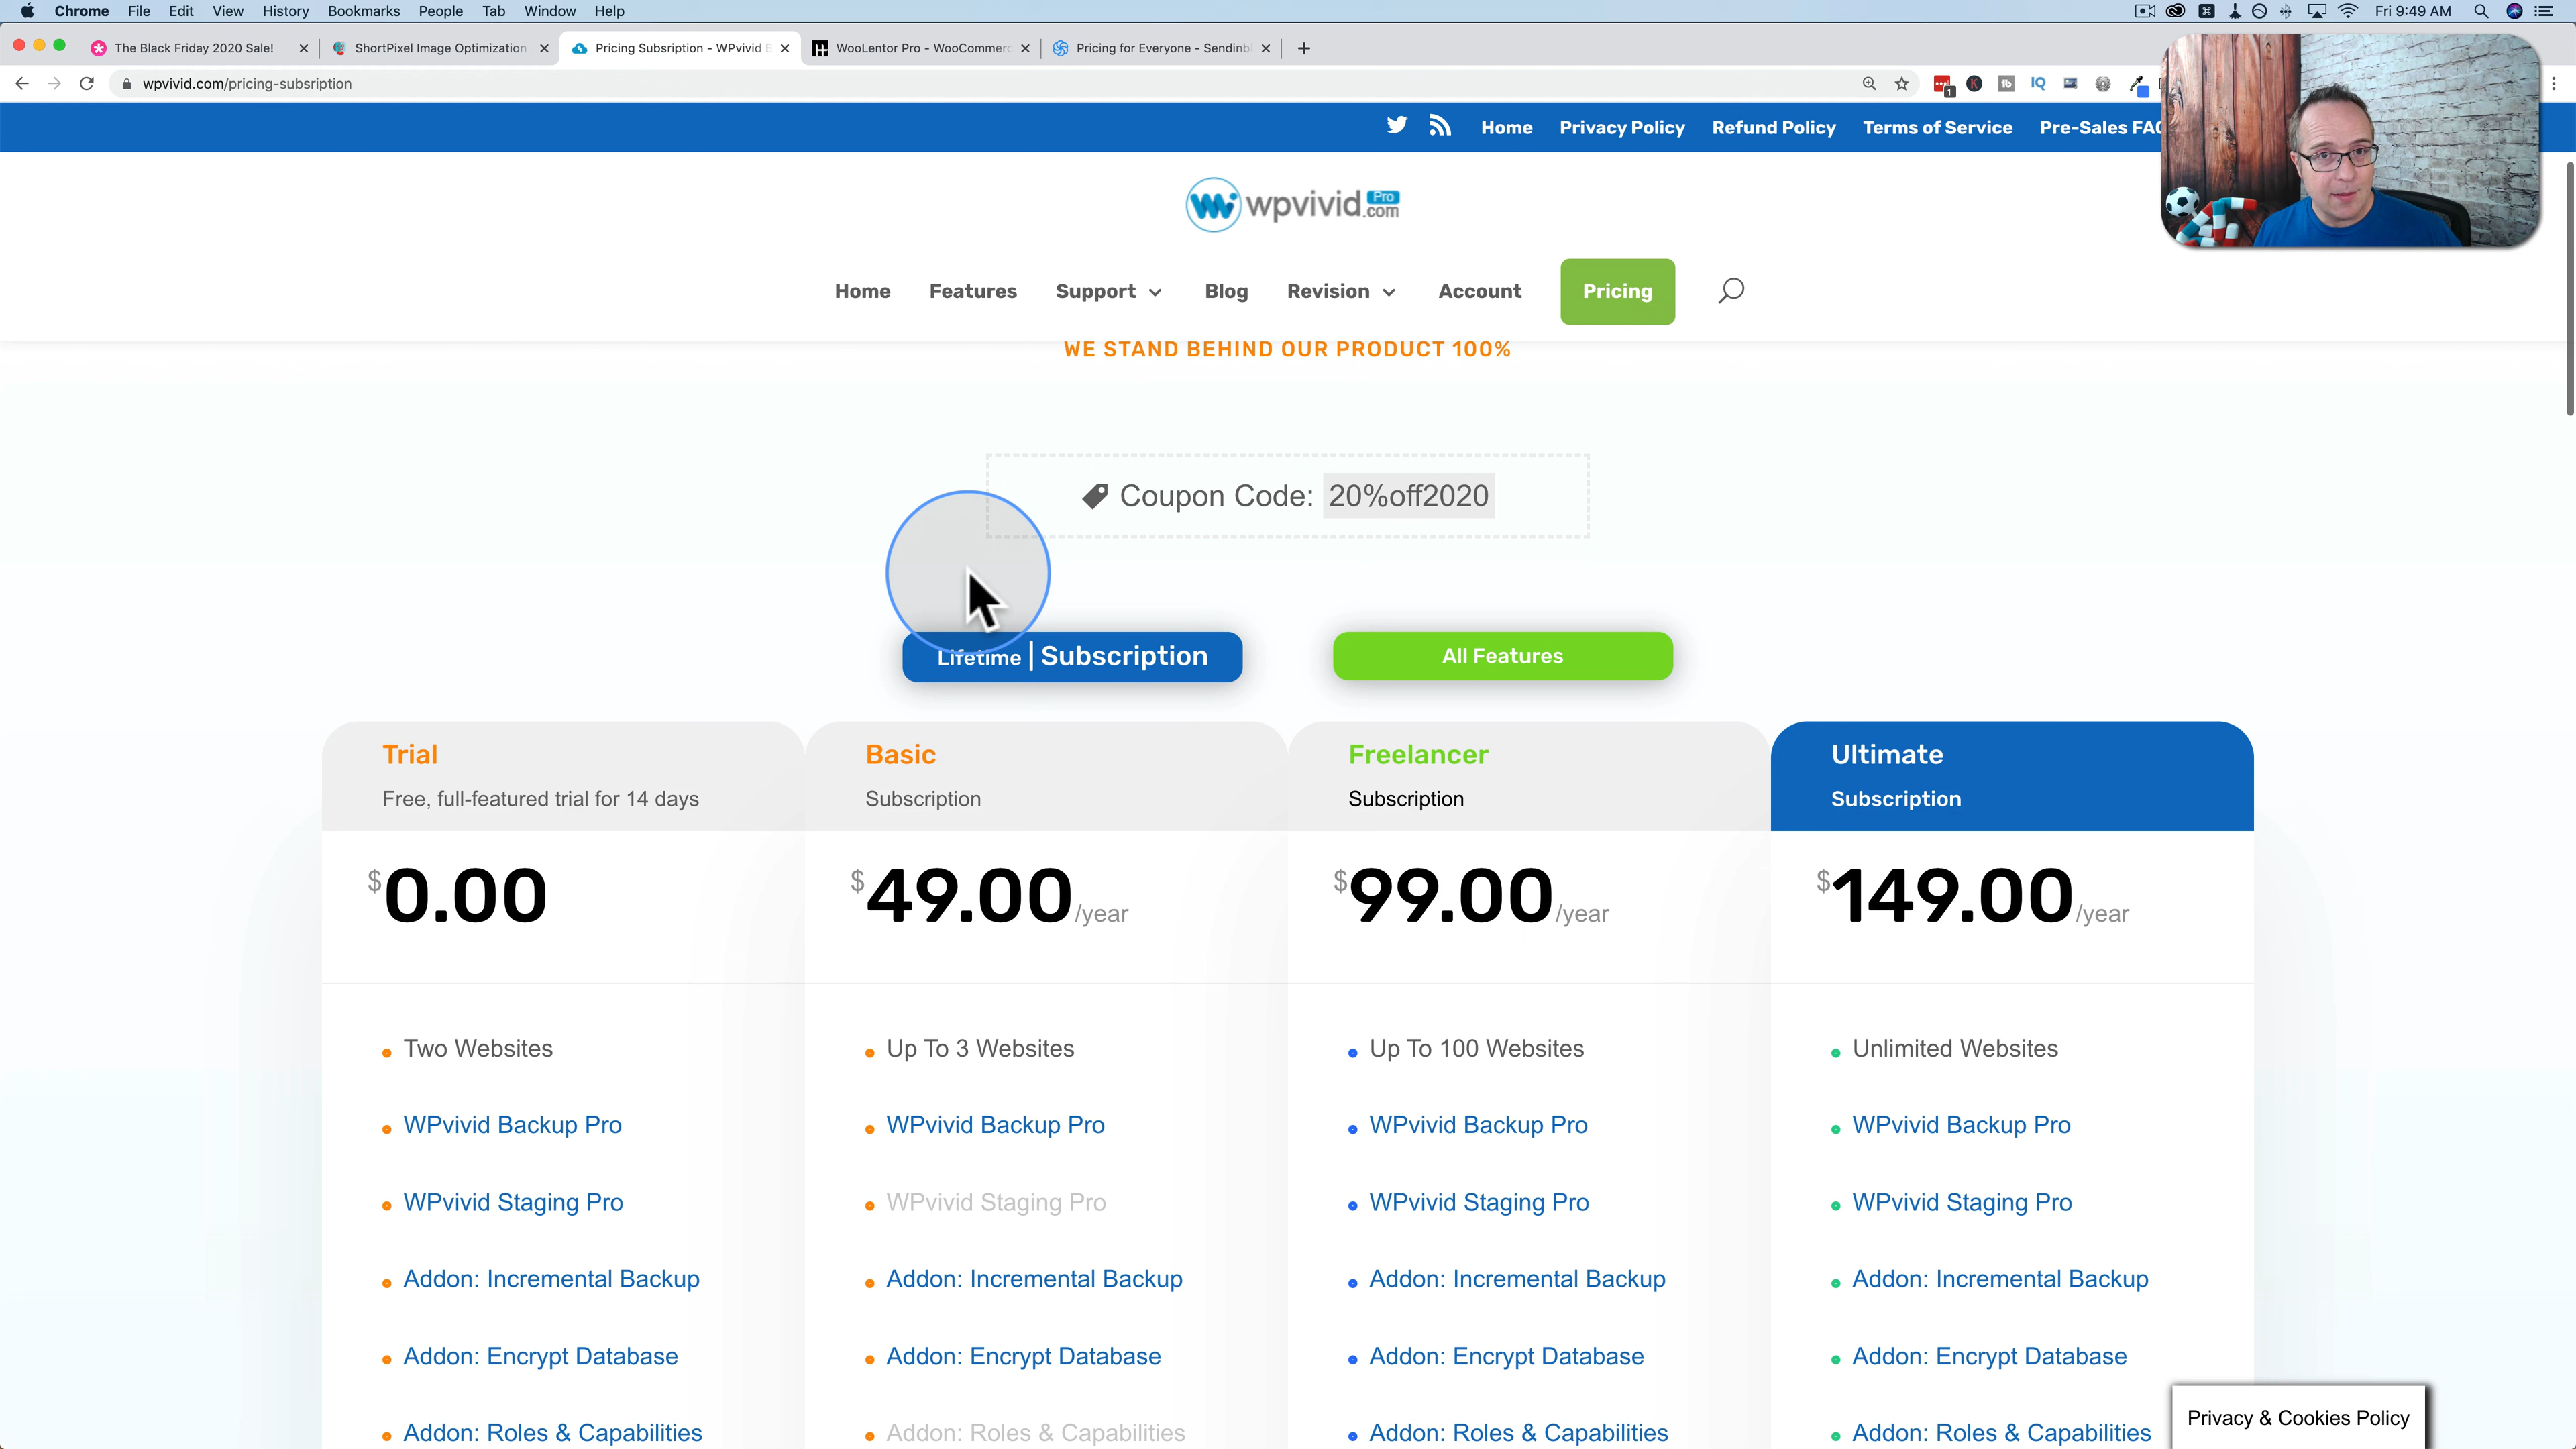 Chrome File Edit View History Bookmarks People Tab Window Help Fri 9:49 AM
The Black Friday 2020 Sale! ShortPixel Image Optimization Pricing Subsription - WPvivid B WooLentor Pro - WooCommerc Pricing for Everyone - Sendinbl
wpvivid.com/pricing-subsription
Home Privacy Policy Refund Policy Terms of Service Pre-Sales FAQ
wpvivid Pro .com
Home Features Support Blog Revision Account Pricing
WE STAND BEHIND OUR PRODUCT 100%
Coupon Code: 20%off2020
Lifetime | Subscription All Features
Trial Basic Freelancer Ultimate
Free, full-featured trial for 14 days Subscription Subscription Subscription
$0.00 $49.00/year $99.00/year $149.00/year
Two Websites Up To 3 Websites Up To 100 Websites Unlimited Websites
WPvivid Backup Pro WPvivid Backup Pro WPvivid Backup Pro WPvivid Backup Pro
WPvivid Staging Pro WPvivid Staging Pro WPvivid Staging Pro WPvivid Staging Pro
Addon: Incremental Backup Addon: Incremental Backup Addon: Incremental Backup Addon: Incremental Backup
Addon: Encrypt Database Addon: Encrypt Database Addon: Encrypt Database Addon: Encrypt Database
Addon: Roles & Capabilities Addon: Roles & Capabilities Addon: Roles & Capabilities Addon: Roles & Capabilities
Privacy & Cookies Policy